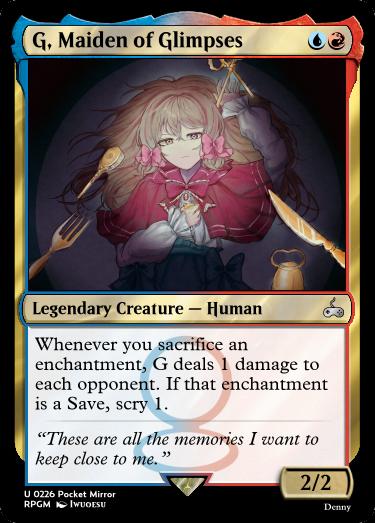 G, Maiden of Glimpses
Legendary Creature — Human
Whenever you sacrifice an
enchantment, G deals 1 damage to
each opponent. If that enchantment
is a Save, scry 1.
“These are all the memories I want to
keep close to me.”
2/2
U 0226 Pocket Mirror
RPGM Iwuoesu
Denny